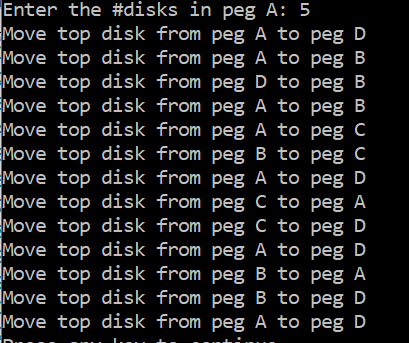 Enter the #disks in peg A: 5
Move top disk from peg A to peg D
Move top disk from peg A to peg B
Move top disk from peg D to peg B
Move top disk from peg A to peg B
Move top disk from peg A to peg C
Move top disk from peg B to peg C
Move top disk from peg A to peg D
Move top disk from peg C to peg A
Move top disk from peg C to peg D
Move top disk from peg A to peg D
Move top disk from peg B to peg A
Move top disk from peg B to peg D
Move top disk from peg A to peg D
Press any key to continue